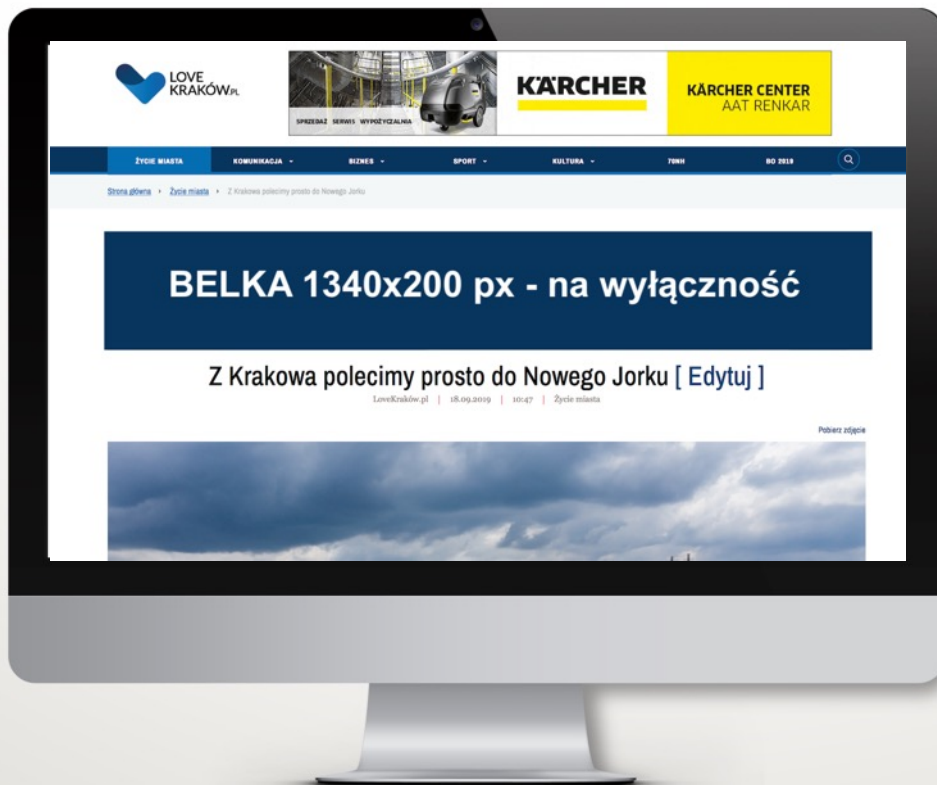 LOVE
KRAKÓW.PL
SPRZEDAŻ SERWIS WYPOŻYCZALNIA
KÄRCHER
KÄRCHER CENTER
AAT RENKAR
ŻYCIE MIASTA KOMUNIKACJA BIZNES SPORT KULTURA 70NH BO 2019
Strona główna Życie miasta Z Krakowa polecimy prosto do Nowego Jorku
BELKA 1340x200 px - na wyłączność
Z Krakowa polecimy prosto do Nowego Jorku [ Edytuj ]
LoveKraków.pl | 18.09.2019 | 10:47 | Życie miasta
Pobierz zdjęcie